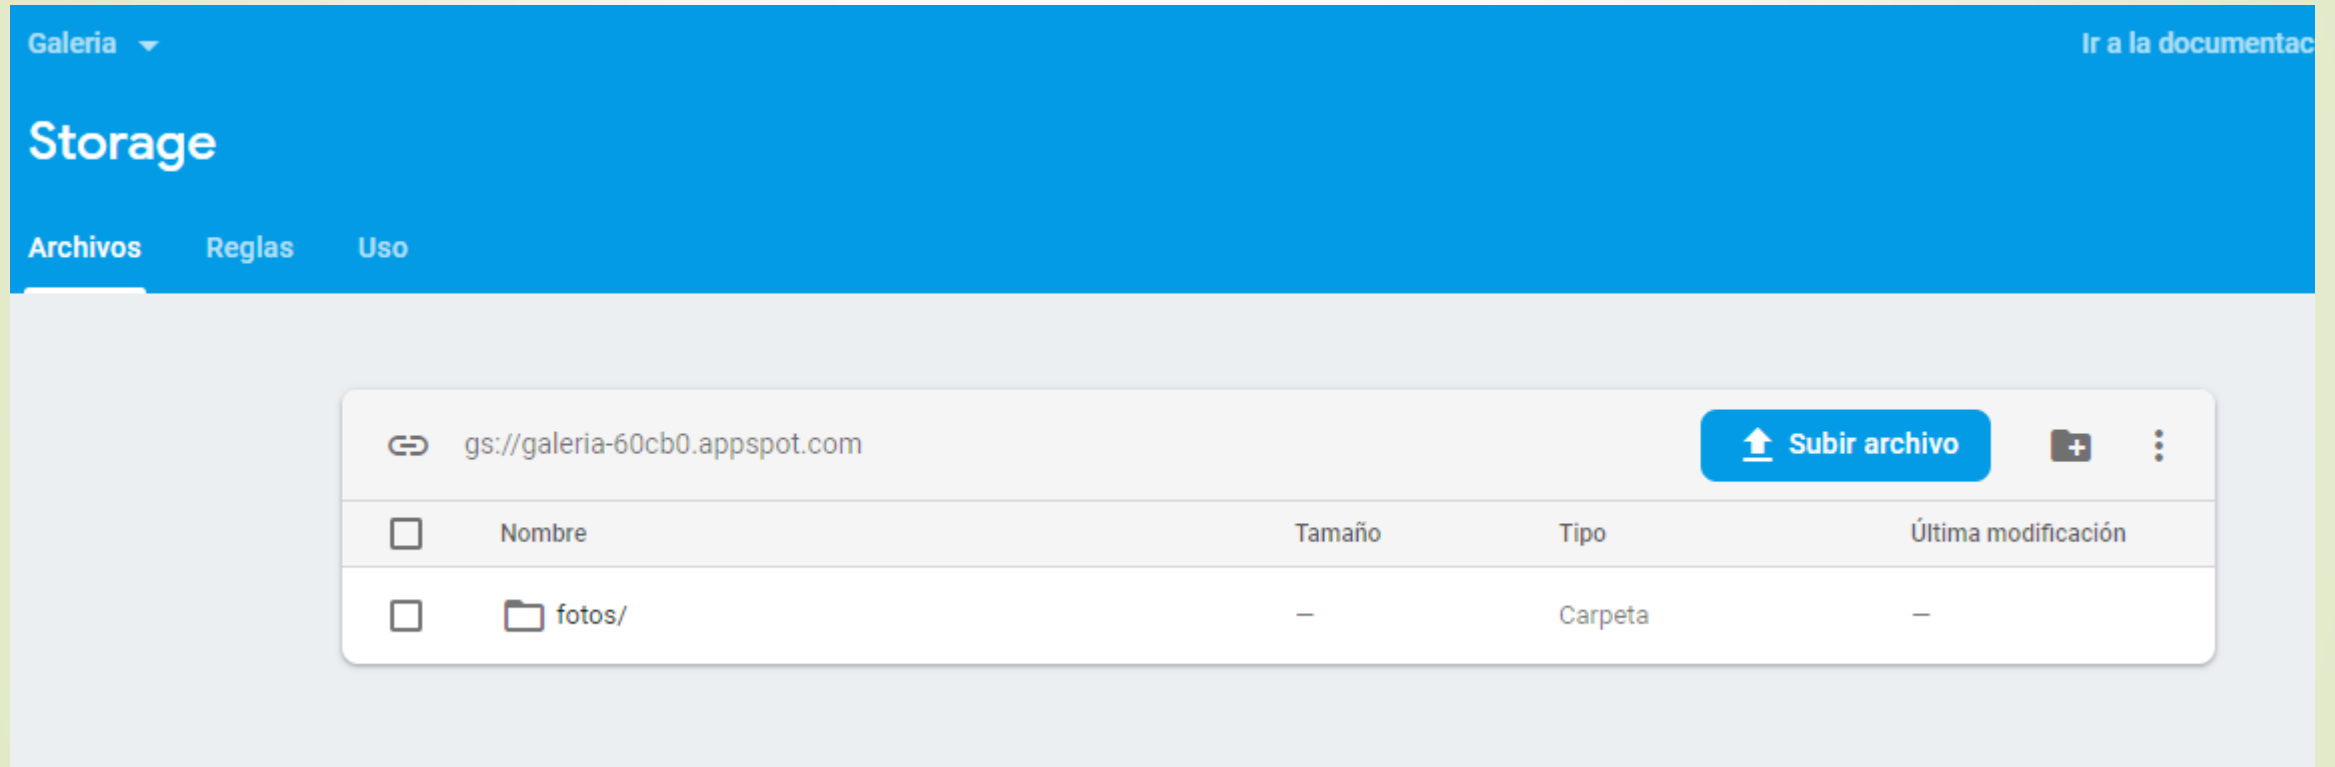 Galeria
Ir a la documentac
Storage
Archivos Reglas Uso
gs://galeria-60cb0.appspot.com Subir archivo
Nombre Tamaño Tipo Última modificación
fotos/ — Carpeta —